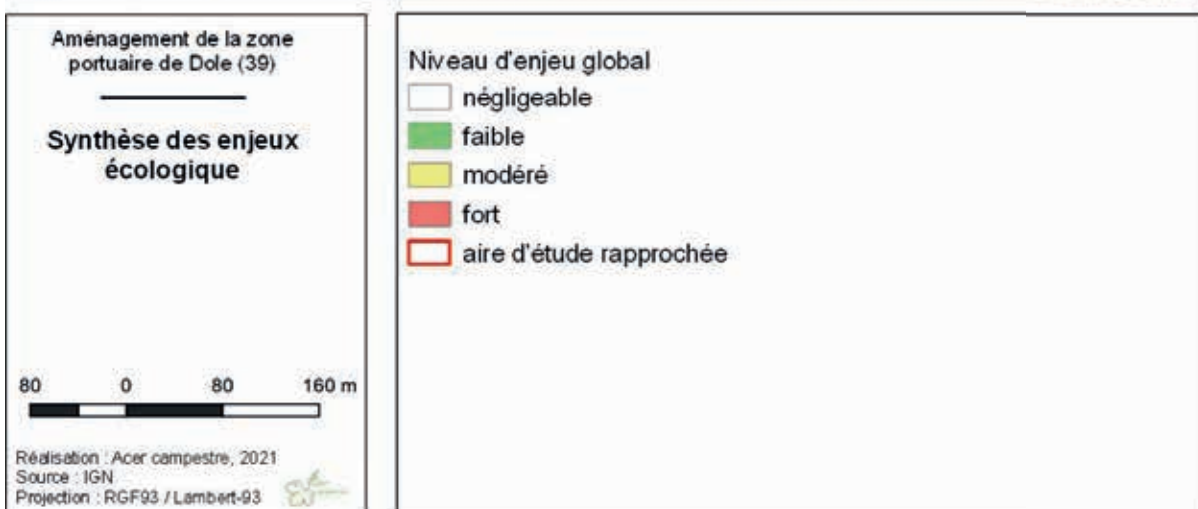 Aménagement de la zone
portuaire de Dole (39)
Synthèse des enjeux
écologique
80 0 80 160 m
Réalisation : Acer campestre, 2021
Source : IGN
Projection : RGF93 / Lambert-93
Niveau d'enjeu global
négligeable
faible
modéré
fort
aire d'étude rapprochée